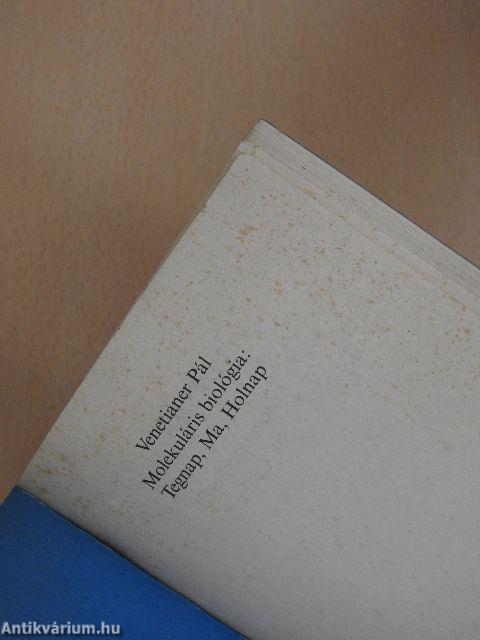 Venetianer Pál
Molekuláris biológia:
Tegnap, Ma, Holnap
Antikvárium.hu